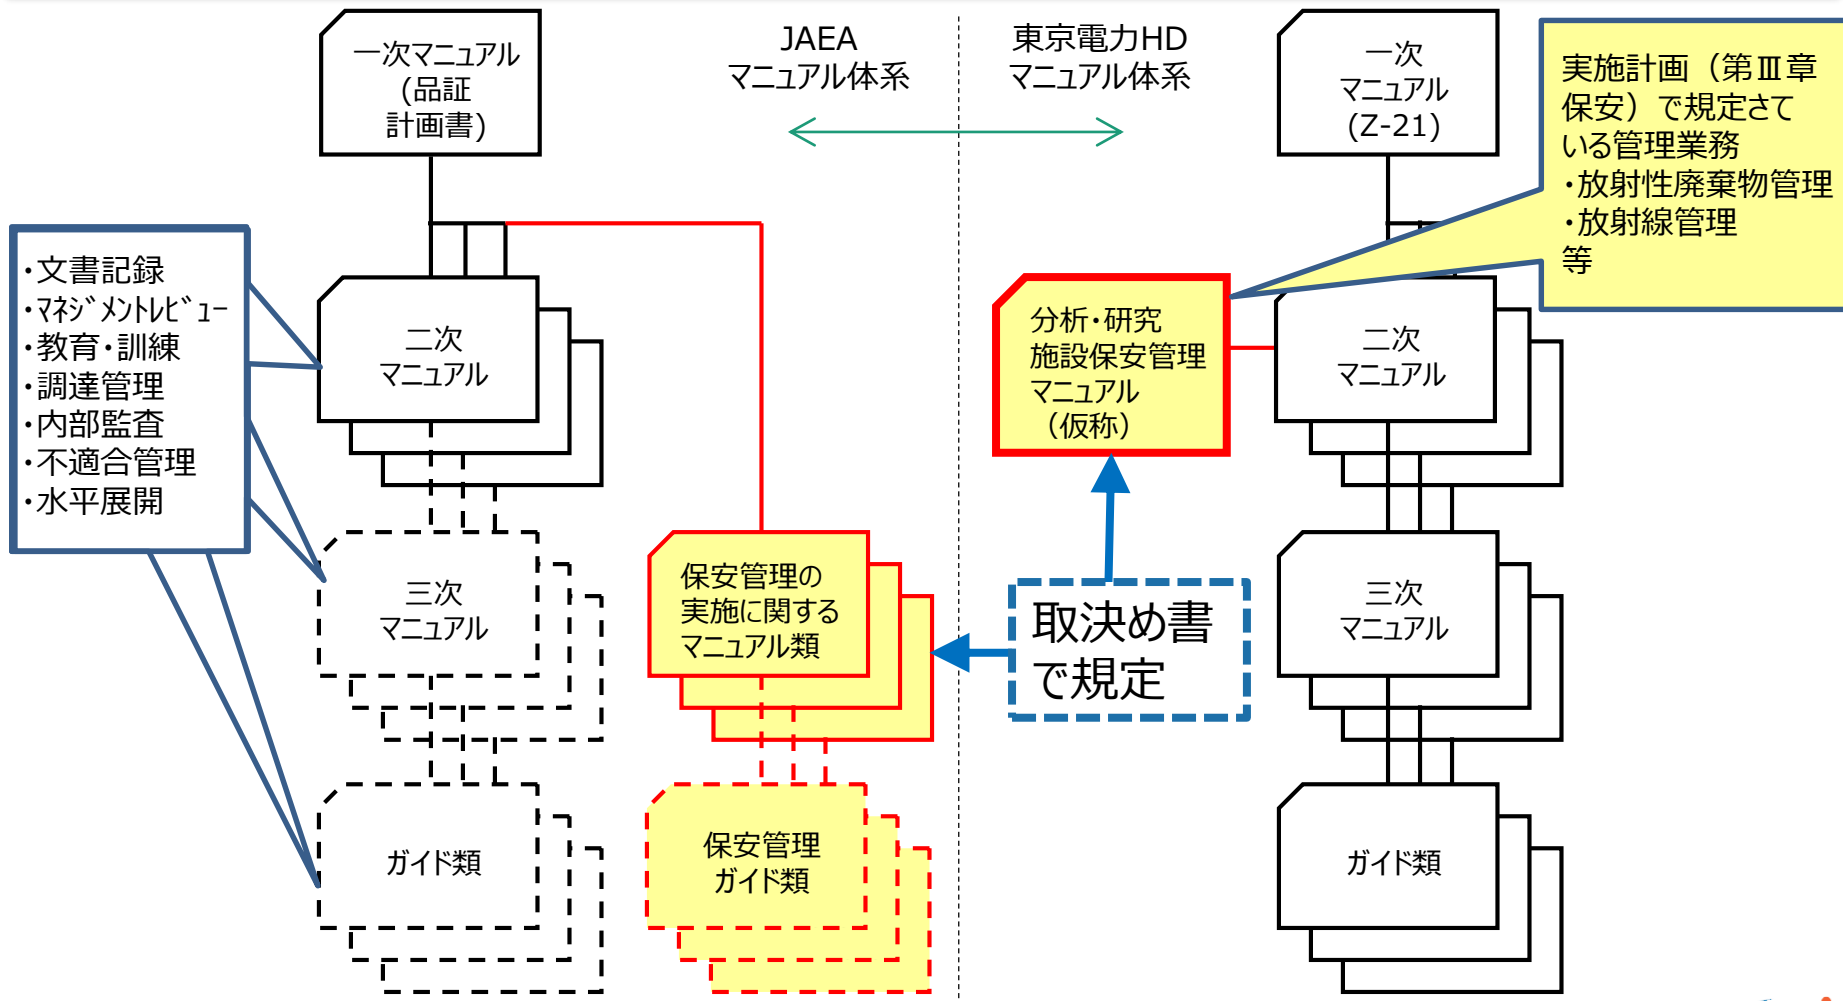 一次マニュアル
(品証
計画書)
JAEA
マニュアル体系
東京電力HD
マニュアル体系
一次
マニュアル
(Z-21)
実施計画（第Ⅲ章
保安）で規定さて
いる管理業務
・放射性廃棄物管理
・放射線管理
等
・文書記録
・ﾏﾈｼﾞﾒﾝﾄﾚﾋﾞｭｰ
・教育・訓練
・調達管理
・内部監査
・不適合管理
・水平展開
二次
マニュアル
分析・研究
施設保安管理
マニュアル
（仮称）
二次
マニュアル
三次
マニュアル
保安管理の
実施に関する
マニュアル類
取決め書
で規定
三次
マニュアル
ガイド類
保安管理
ガイド類
ガイド類